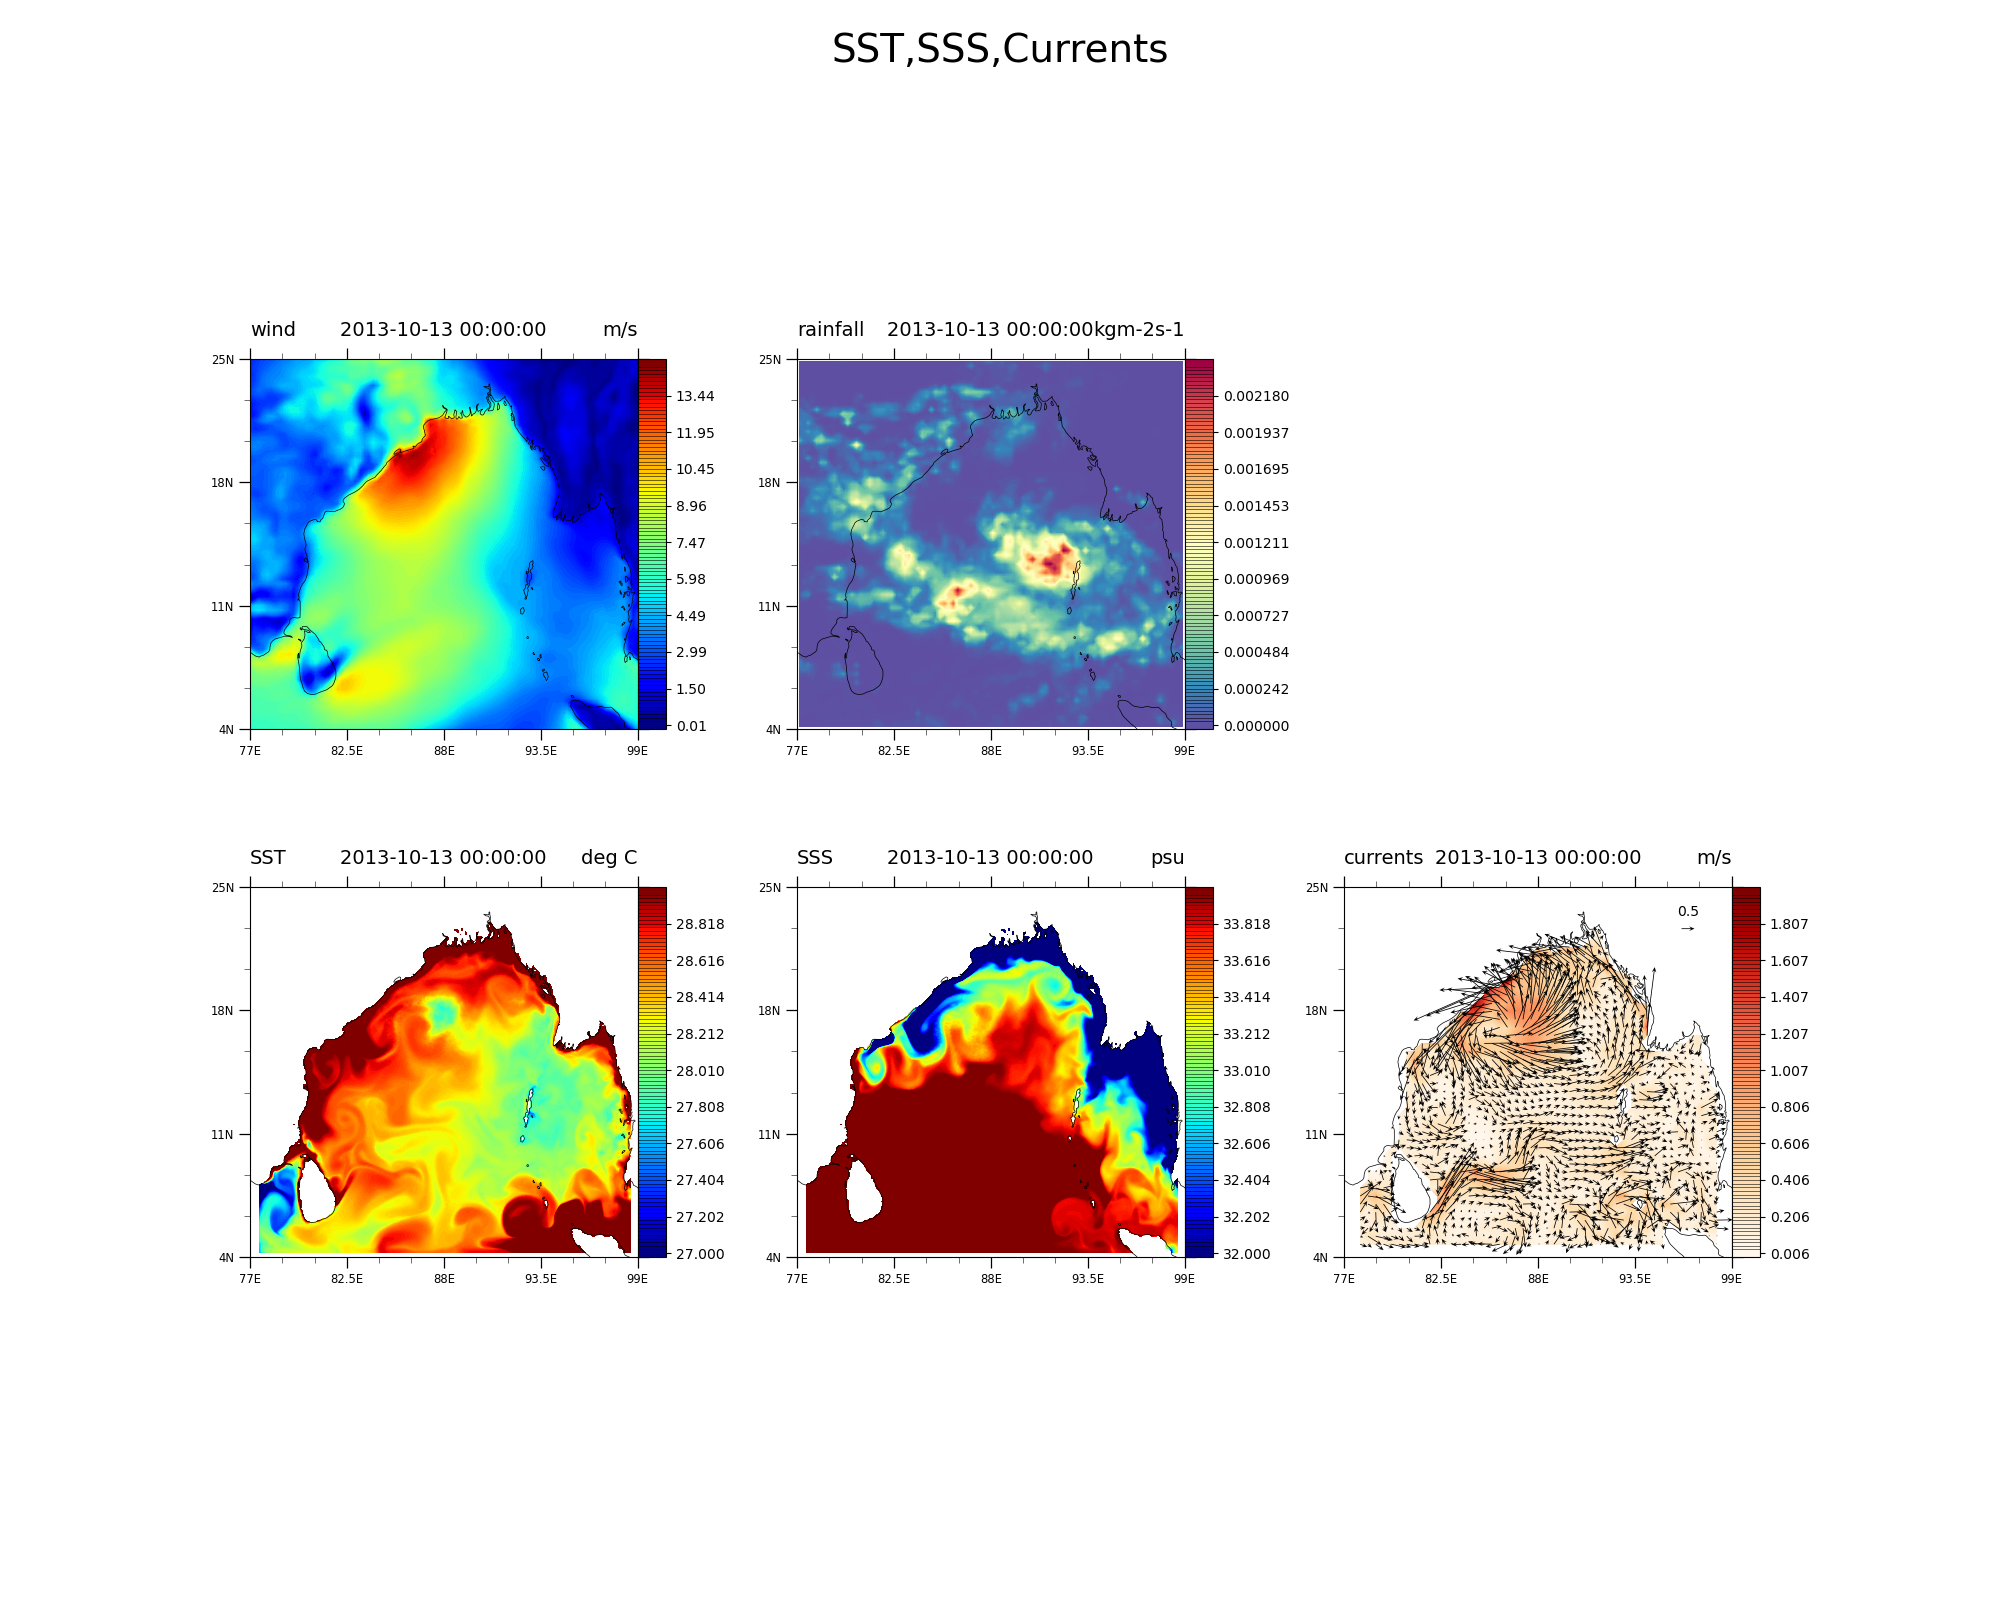 SST,SSS,Currents
wind 2013-10-13 00:00:00 m/s
25N
18N
11N
4N
77E 82.5E 88E 93.5E 99E
13.44
11.95
10.45
8.96
7.47
5.98
4.49
2.99
1.50
0.01
rainfall 2013-10-13 00:00:00kgm-2s-1
25N
18N
11N
4N
77E 82.5E 88E 93.5E 99E
0.002180
0.001937
0.001695
0.001453
0.001211
0.000969
0.000727
0.000484
0.000242
0.000000
SST 2013-10-13 00:00:00 deg C
25N
18N
11N
4N
77E 82.5E 88E 93.5E 99E
28.818
28.616
28.414
28.212
28.010
27.808
27.606
27.404
27.202
27.000
SSS 2013-10-13 00:00:00 psu
25N
18N
11N
4N
77E 82.5E 88E 93.5E 99E
33.818
33.616
33.414
33.212
33.010
32.808
32.606
32.404
32.202
32.000
currents 2013-10-13 00:00:00 m/s
0.5
25N
18N
11N
4N
77E 82.5E 88E 93.5E 99E
1.807
1.607
1.407
1.207
1.007
0.806
0.606
0.406
0.206
0.006